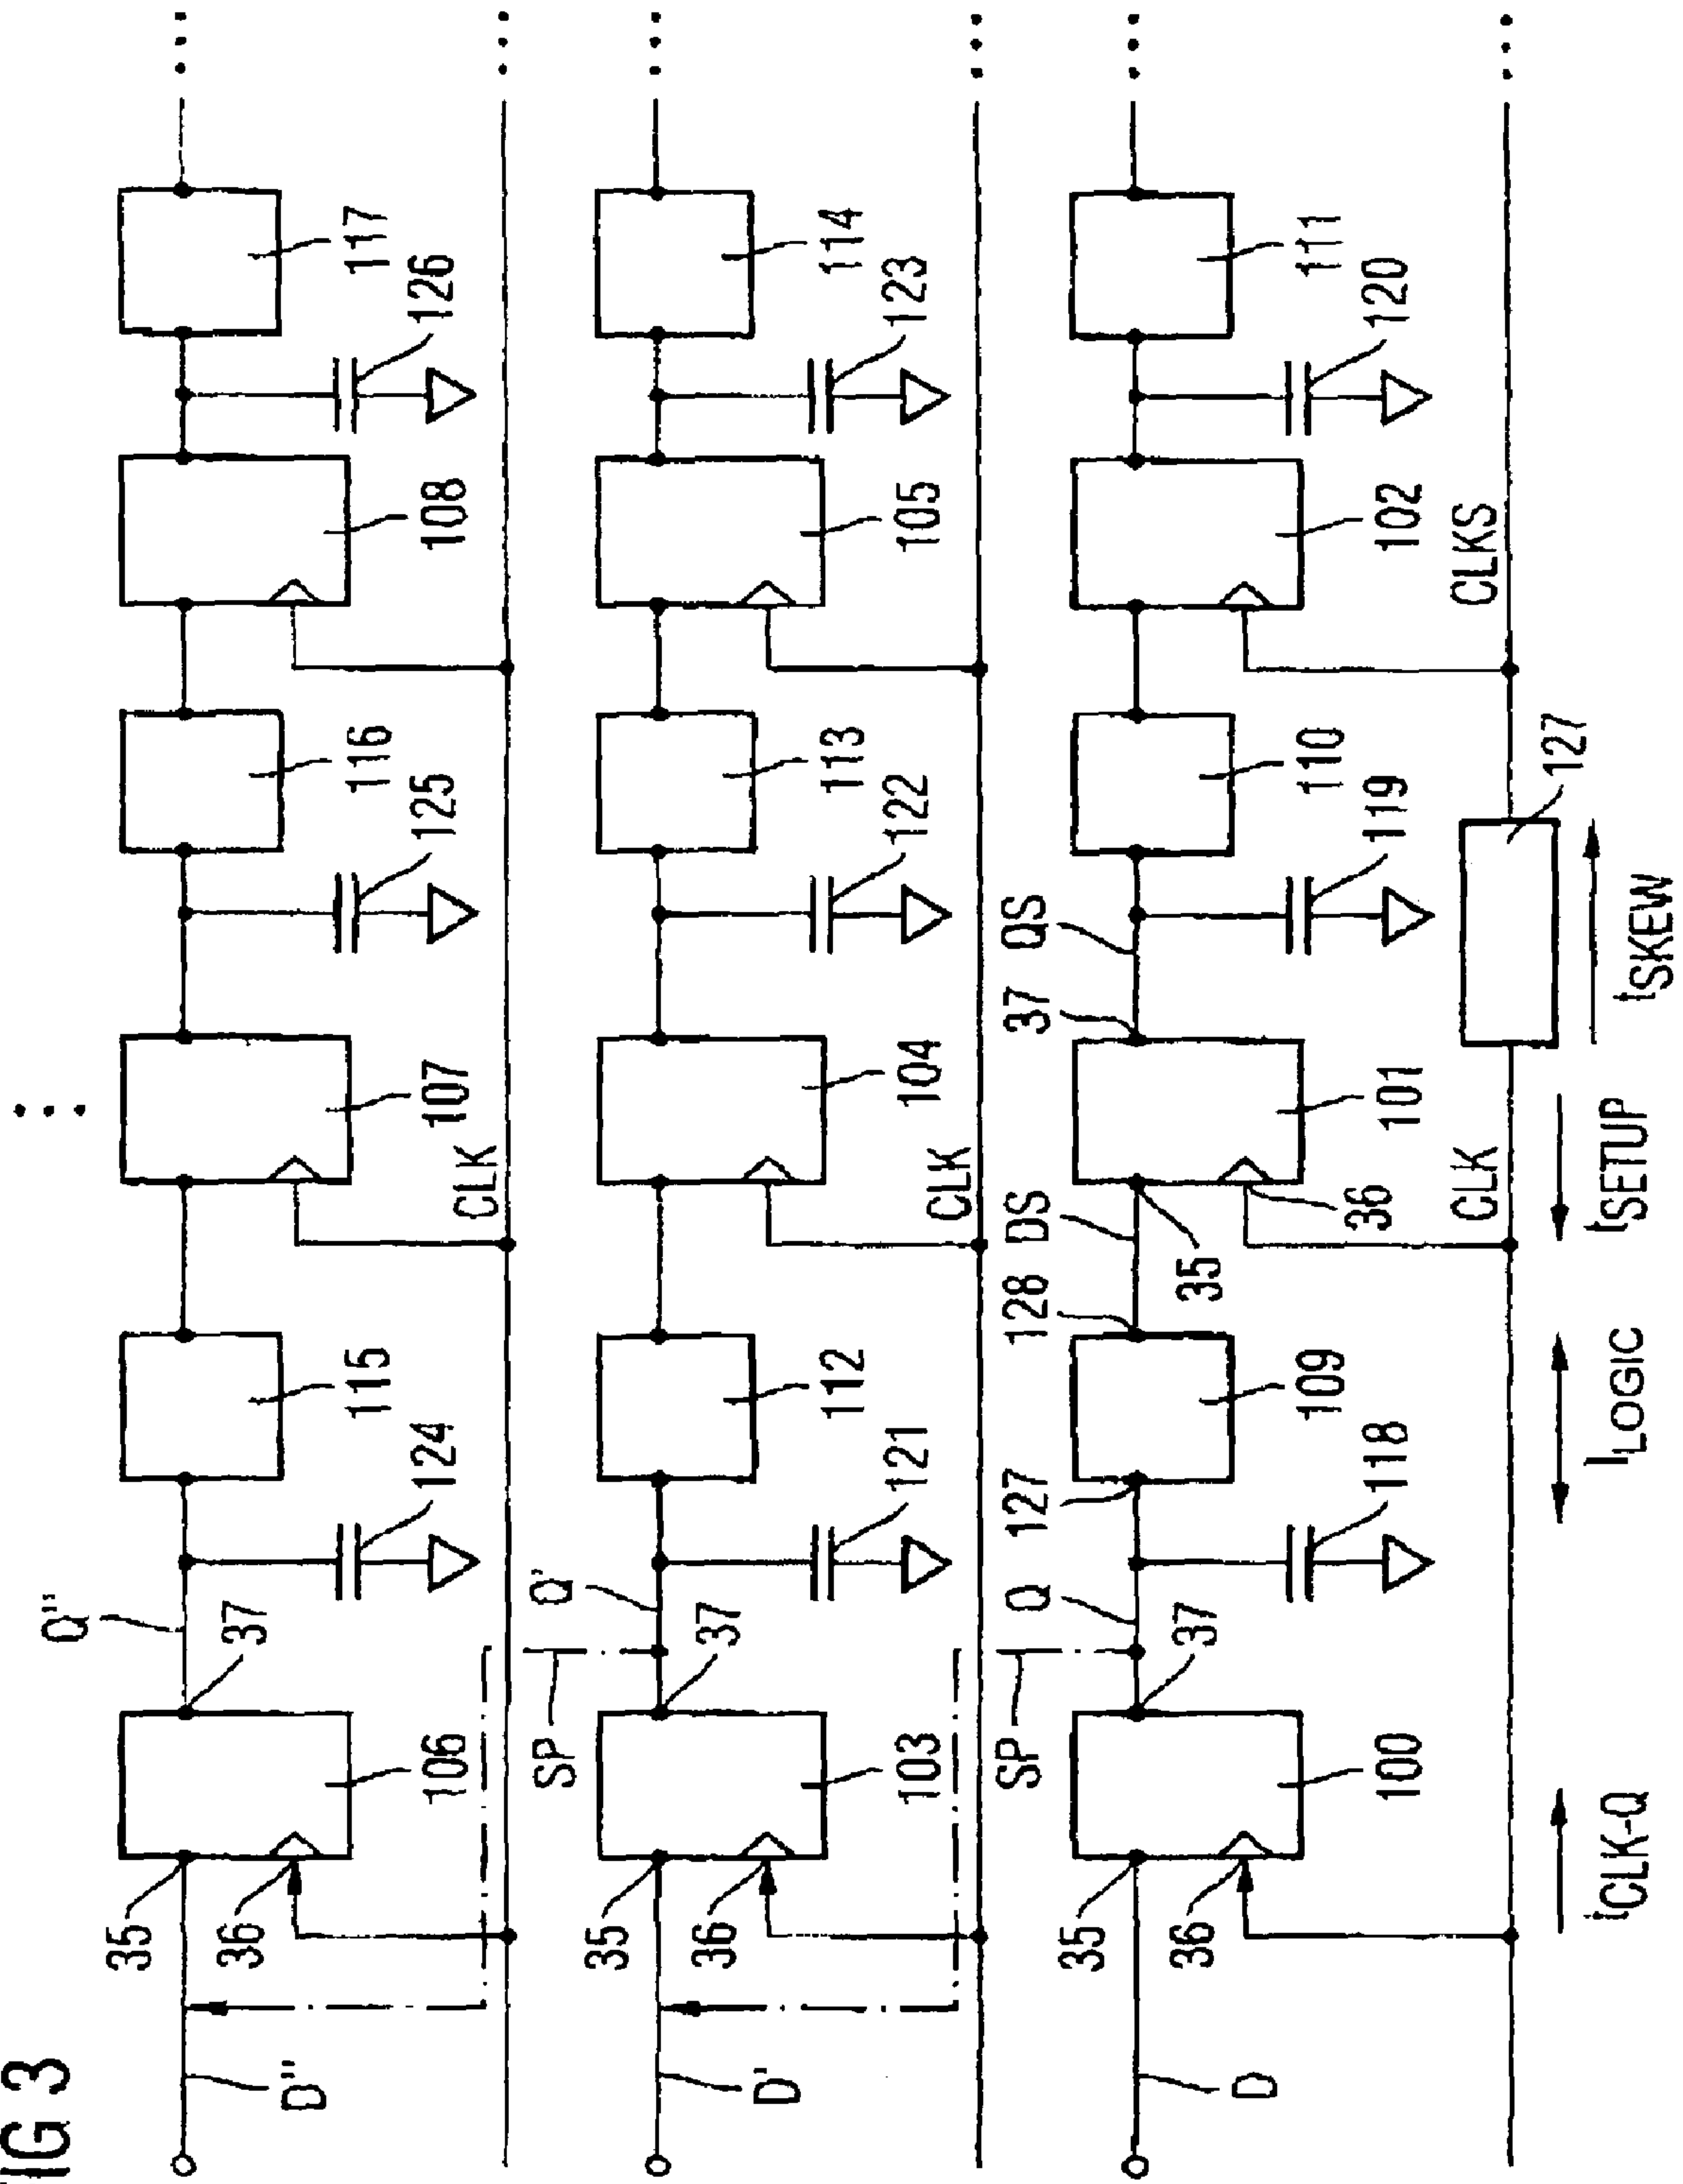 FIG 3
Q"
35
36 37
D"
115 116 117
106 124 107 125 108 126
CLK
SP Q'
35
36 37
D'
112 113 114
103 121 104 122 105 123
CLK
SP Q 127 128 DS 37 QS
35
36 37 35
D
109 110 111
100 118 36 101 119 102 120
CLK CLKS
127
tCLK-Q lLOGIC tSETUP tSKEW